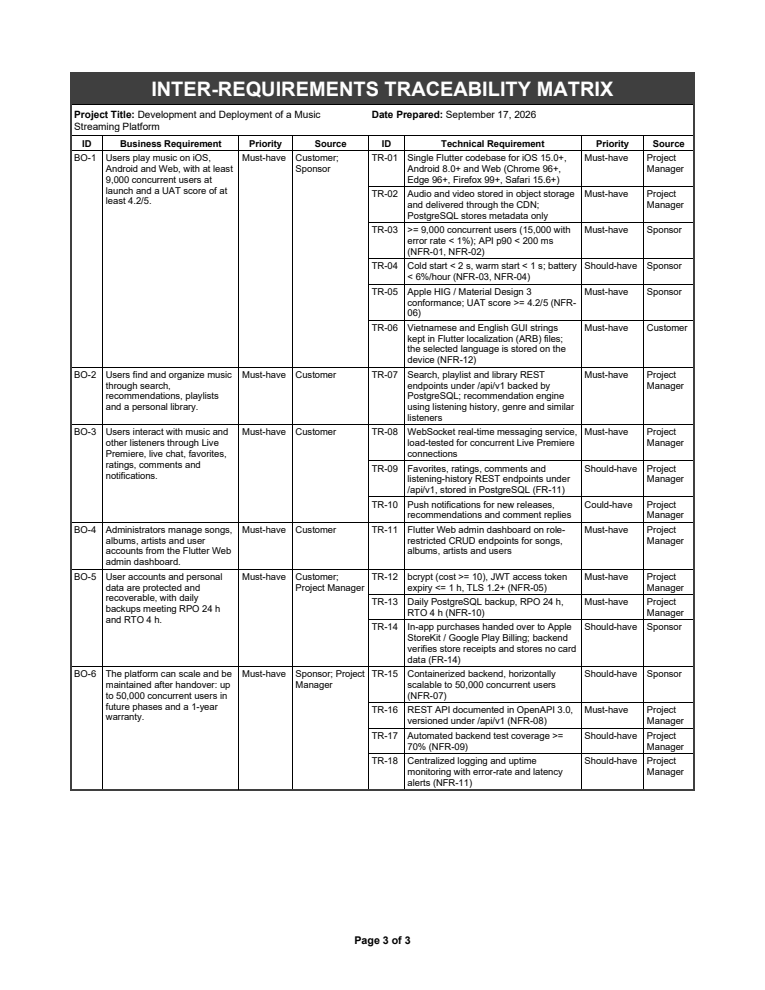 INTER-REQUIREMENTS TRACEABILITY MATRIX
Project Title: Development and Deployment of a Music
Streaming Platform
Date Prepared: September 17, 2026
ID Business Requirement Priority Source ID Technical Requirement Priority Source
BO-1
Users play music on iOS,
Android and Web, with at least
9,000 concurrent users at
launch and a UAT score of at
least 4.2/5.
Must-have
Customer;
Sponsor
TR-01
Single Flutter codebase for iOS 15.0+,
Android 8.0+ and Web (Chrome 96+,
Edge 96+, Firefox 99+, Safari 15.6+)
Must-have
Project
Manager
TR-02
Audio and video stored in object storage
and delivered through the CDN;
PostgreSQL stores metadata only
Must-have
Project
Manager
TR-03
>= 9,000 concurrent users (15,000 with
error rate < 1%); API p90 < 200 ms
(NFR-01, NFR-02)
Must-have
Sponsor
TR-04
Cold start < 2 s, warm start < 1 s; battery
< 6%/hour (NFR-03, NFR-04)
Should-have
Sponsor
TR-05
Apple HIG / Material Design 3
conformance; UAT score >= 4.2/5 (NFR-
06)
Must-have
Sponsor
TR-06
Vietnamese and English GUI strings
kept in Flutter localization (ARB) files;
the selected language is stored on the
device (NFR-12)
Must-have
Customer
BO-2
Users find and organize music
through search,
recommendations, playlists
and a personal library.
Must-have
Customer
TR-07
Search, playlist and library REST
endpoints under /api/v1 backed by
PostgreSQL; recommendation engine
using listening history, genre and similar
listeners
Must-have
Project
Manager
BO-3
Users interact with music and
other listeners through Live
Premiere, live chat, favorites,
ratings, comments and
notifications.
Must-have
Customer
TR-08
WebSocket real-time messaging service,
load-tested for concurrent Live Premiere
connections
Must-have
Project
Manager
TR-09
Favorites, ratings, comments and
listening-history REST endpoints under
/api/v1, stored in PostgreSQL (FR-11)
Should-have
Project
Manager
TR-10
Push notifications for new releases,
recommendations and comment replies
Could-have
Project
Manager
BO-4
Administrators manage songs,
albums, artists and user
accounts from the Flutter Web
admin dashboard.
Must-have
Customer
TR-11
Flutter Web admin dashboard on role-
restricted CRUD endpoints for songs,
albums, artists and users
Must-have
Project
Manager
BO-5
User accounts and personal
data are protected and
recoverable, with daily
backups meeting RPO 24 h
and RTO 4 h.
Must-have
Customer;
Project Manager
TR-12
bcrypt (cost >= 10), JWT access token
expiry <= 1 h, TLS 1.2+ (NFR-05)
Must-have
Project
Manager
TR-13
Daily PostgreSQL backup, RPO 24 h,
RTO 4 h (NFR-10)
Must-have
Project
Manager
TR-14
In-app purchases handed over to Apple
StoreKit / Google Play Billing; backend
verifies store receipts and stores no card
data (FR-14)
Should-have
Sponsor
BO-6
The platform can scale and be
maintained after handover: up
to 50,000 concurrent users in
future phases and a 1-year
warranty.
Must-have
Sponsor; Project
Manager
TR-15
Containerized backend, horizontally
scalable to 50,000 concurrent users
(NFR-07)
Should-have
Sponsor
TR-16
REST API documented in OpenAPI 3.0,
versioned under /api/v1 (NFR-08)
Must-have
Project
Manager
TR-17
Automated backend test coverage >=
70% (NFR-09)
Should-have
Project
Manager
TR-18
Centralized logging and uptime
monitoring with error-rate and latency
alerts (NFR-11)
Should-have
Project
Manager
Page 3 of 3